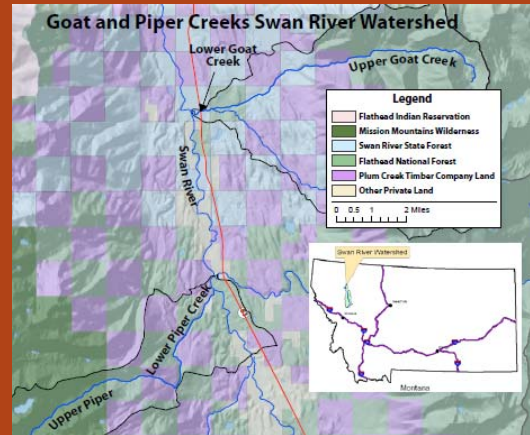 Goat and Piper Creeks Swan River Watershed
Lower Goat
Creek
Upper Goat Creek
Legend
Flathead Indian Reservation
Mission Mountains Wilderness
Swan River State Forest
Flathead National Forest
Plum Creek Timber Company Land
Other Private Land
0 0.5 1 2 Miles
Swan River
Swan River Watershed
Lower Piper Creek
Upper Piper
Montana